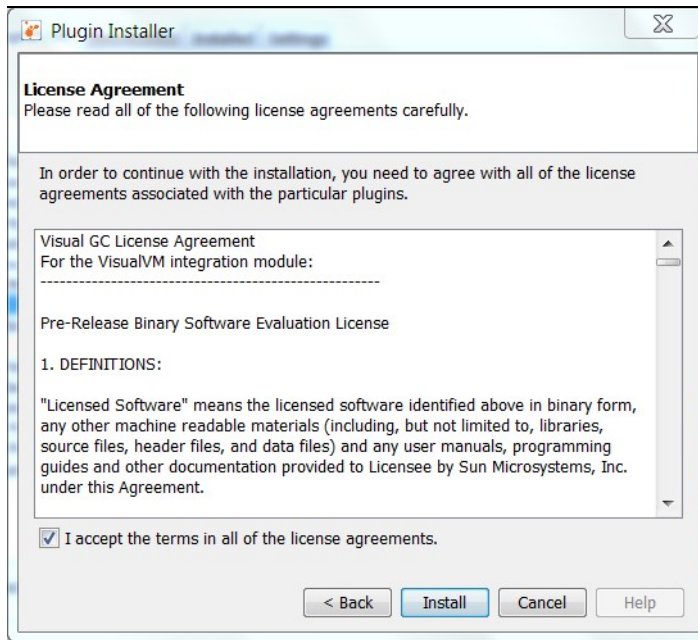 Plugin Installer
License Agreement
Please read all of the following license agreements carefully.
In order to continue with the installation, you need to agree with all of the license
agreements associated with the particular plugins.
Visual GC License Agreement
For the VisualVM integration module:
-----------------------------------------------------
Pre-Release Binary Software Evaluation License
1. DEFINITIONS:
"Licensed Software" means the licensed software identified above in binary form,
any other machine readable materials (including, but not limited to, libraries,
source files, header files, and data files) and any user manuals, programming
guides and other documentation provided to Licensee by Sun Microsystems, Inc.
under this Agreement.
I accept the terms in all of the license agreements.
< Back Install Cancel Help